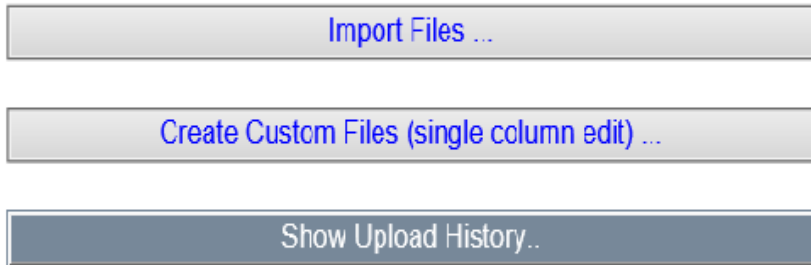 Import Files ...
Create Custom Files (single column edit) ...
Show Upload History..